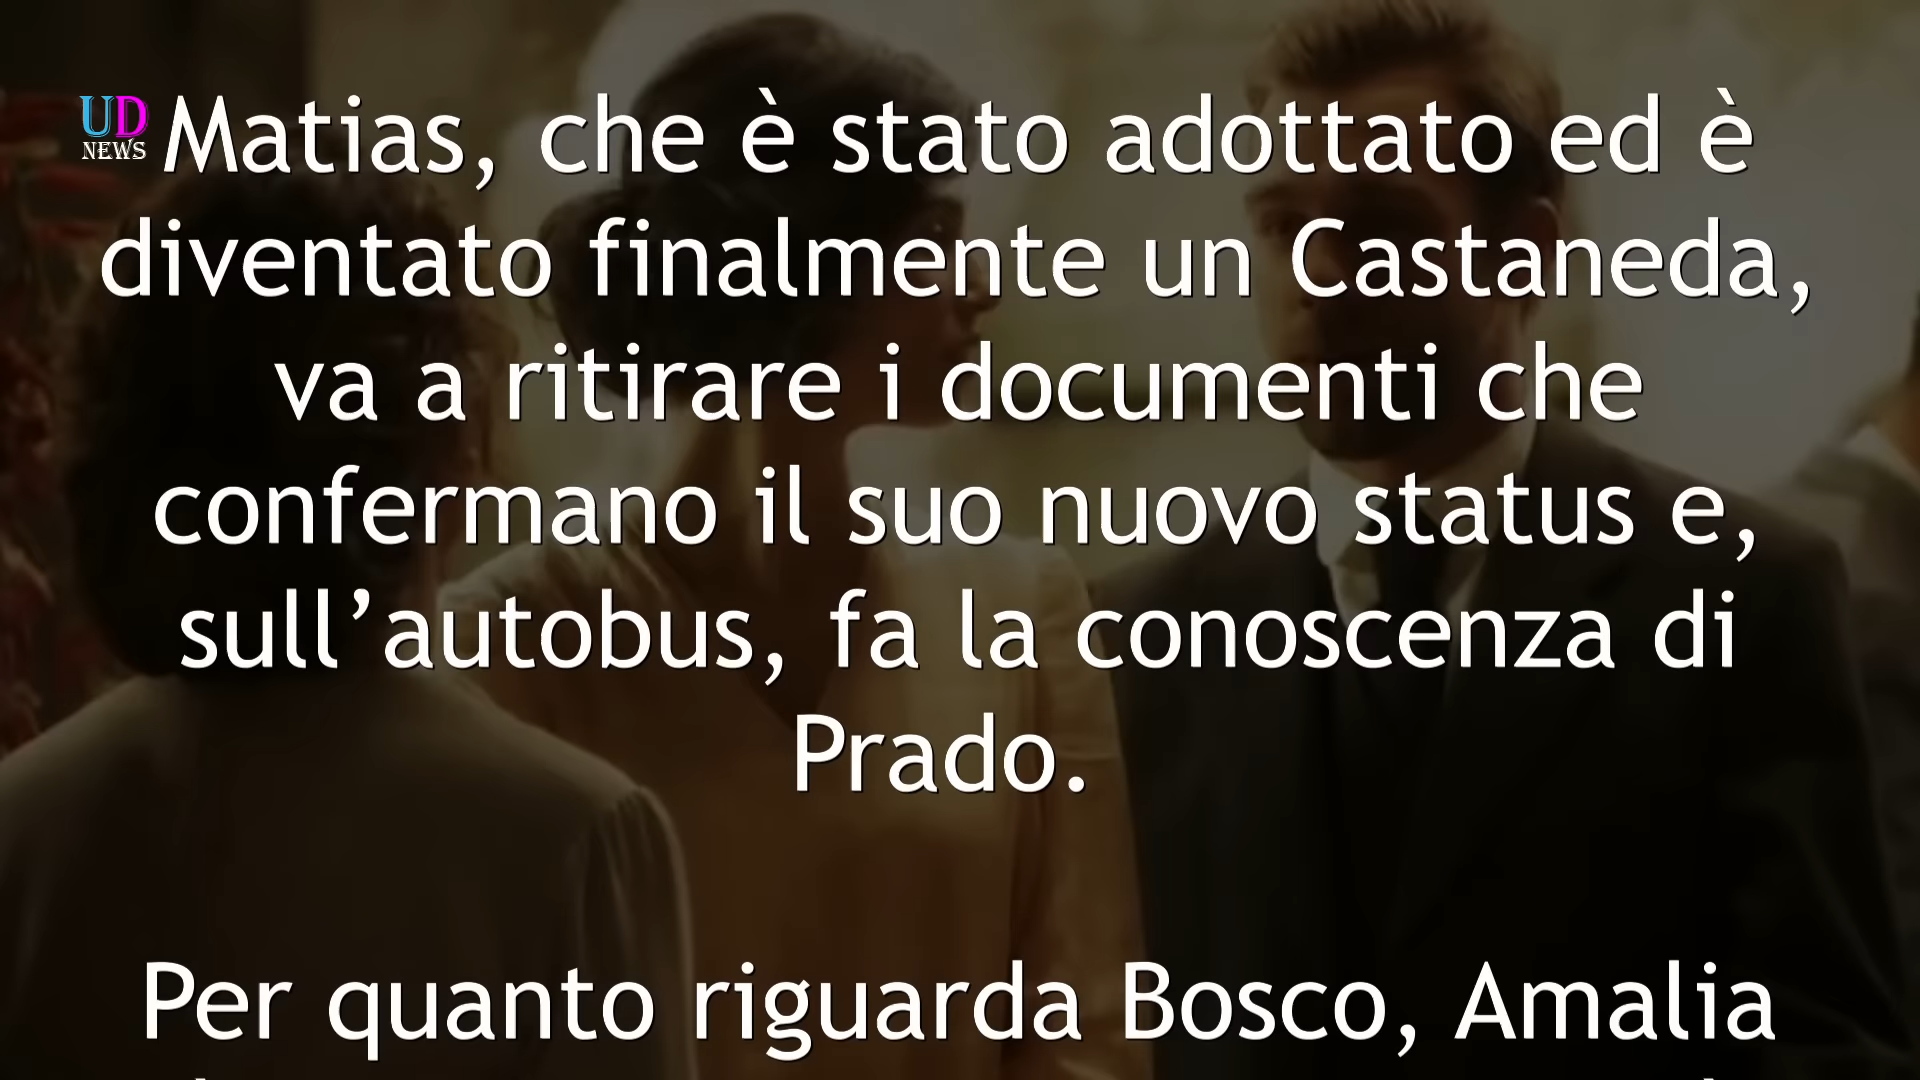 UD
NEWS
Matias, che è stato adottato ed è
diventato finalmente un Castaneda,
va a ritirare i documenti che
confermano il suo nuovo status e,
sull’autobus, fa la conoscenza di
Prado.
Per quanto riguarda Bosco, Amalia